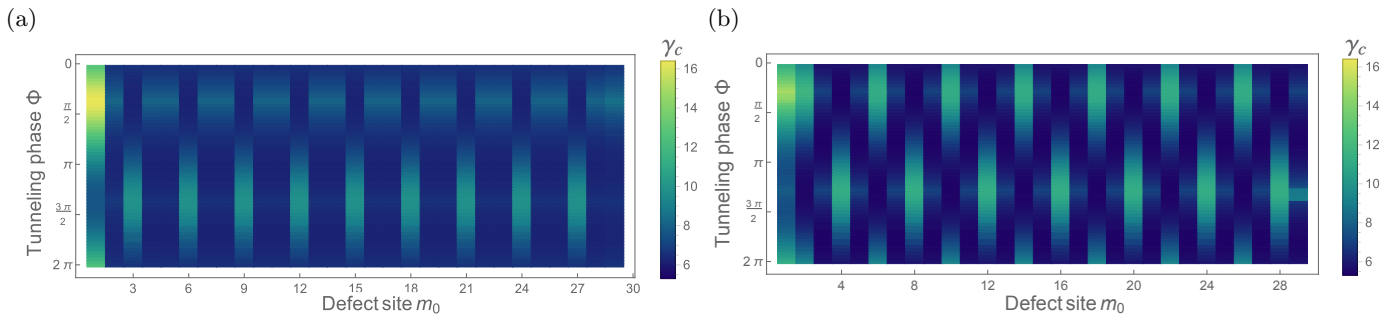 (a)
γc
0
π/2
π
3π/2
2π
Tunneling phase Φ
3 6 9 12 15 18 21 24 27 30
Defect site m0
16
14
12
10
8
6
(b)
γc
0
π/2
π
3π/2
2π
Tunneling phase Φ
4 8 12 16 20 24 28
Defect site m0
16
14
12
10
8
6